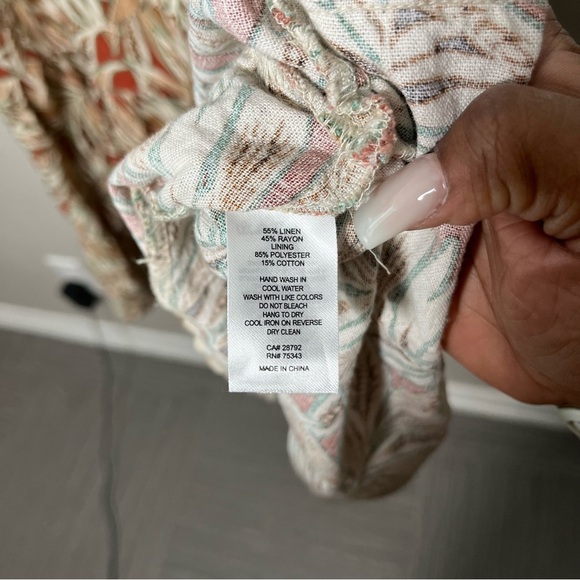 55% LINEN
45% RAYON
LINING
85% POLYESTER
15% COTTON
HAND WASH IN
COOL WATER
WASH WITH LIKE COLORS
DO NOT BLEACH
HANG TO DRY
COOL IRON ON REVERSE
DRY CLEAN
CA# 28792
RN# 75343
MADE IN CHINA